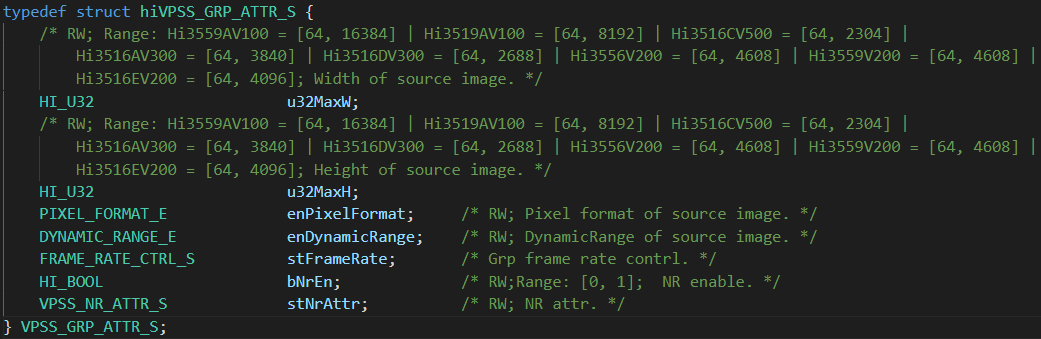 typedef struct hiVPSS_GRP_ATTR_S {
/* RW; Range: Hi3559AV100 = [64, 16384] | Hi3519AV100 = [64, 8192] | Hi3516CV500 = [64, 2304] |
Hi3516AV300 = [64, 3840] | Hi3516DV300 = [64, 2688] | Hi3556V200 = [64, 4608] | Hi3559V200 = [64, 4608] |
Hi3516EV200 = [64, 4096]; Width of source image. */
HI_U32 u32MaxW;
/* RW; Range: Hi3559AV100 = [64, 16384] | Hi3519AV100 = [64, 8192] | Hi3516CV500 = [64, 2304] |
Hi3516AV300 = [64, 3840] | Hi3516DV300 = [64, 2688] | Hi3556V200 = [64, 4608] | Hi3559V200 = [64, 4608] |
Hi3516EV200 = [64, 4096]; Height of source image. */
HI_U32 u32MaxH;
PIXEL_FORMAT_E enPixelFormat; /* RW; Pixel format of source image. */
DYNAMIC_RANGE_E enDynamicRange; /* RW; DynamicRange of source image. */
FRAME_RATE_CTRL_S stFrameRate; /* Grp frame rate contrl. */
HI_BOOL bNrEn; /* RW;Range: [0, 1];  NR enable. */
VPSS_NR_ATTR_S stNrAttr; /* RW; NR attr. */
} VPSS_GRP_ATTR_S;